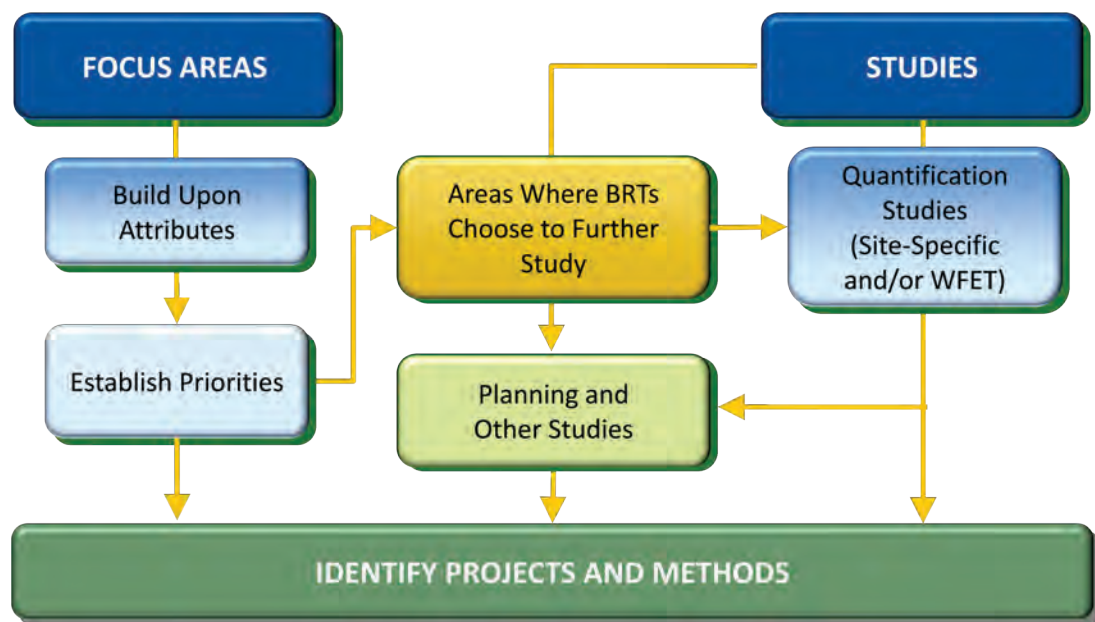 FOCUS AREAS
STUDIES
Build Upon
Attributes
Areas Where BRTs
Choose to Further
Study
Quantification
Studies
(Site-Specific
and/or WFET)
Establish Priorities
Planning and
Other Studies
IDENTIFY PROJECTS AND METHODS